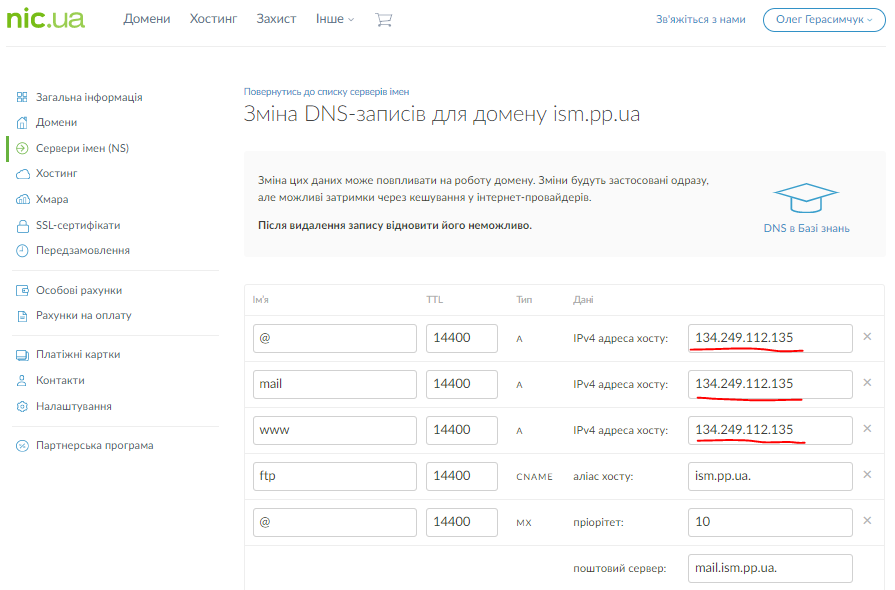 nic.ua
Домени Хостинг Захист Інше
Зв'яжіться з нами
Олег Герасимчук
Загальна інформація
Домени
Сервери імен (NS)
Хостинг
Хмара
SSL-сертифікати
Передзамовлення
Особові рахунки
Рахунки на оплату
Платіжні картки
Контакти
Налаштування
Партнерська програма
Повернутись до списку серверів імен
Зміна DNS-записів для домену ism.pp.ua
Зміна цих даних може повпливати на роботу домену. Зміни будуть застосовані одразу,
але можливі затримки через кешування у інтернет-провайдерів.
Після видалення запису відновити його неможливо.
DNS в Базі знань
Ім'я TTL Тип Дані
@ 14400 A IPv4 адреса хосту: 134.249.112.135 ×
mail 14400 A IPv4 адреса хосту: 134.249.112.135 ×
www 14400 A IPv4 адреса хосту: 134.249.112.135 ×
ftp 14400 CNAME аліас хосту: ism.pp.ua. ×
@ 14400 MX пріорітет: 10 ×
поштовий сервер: mail.ism.pp.ua.